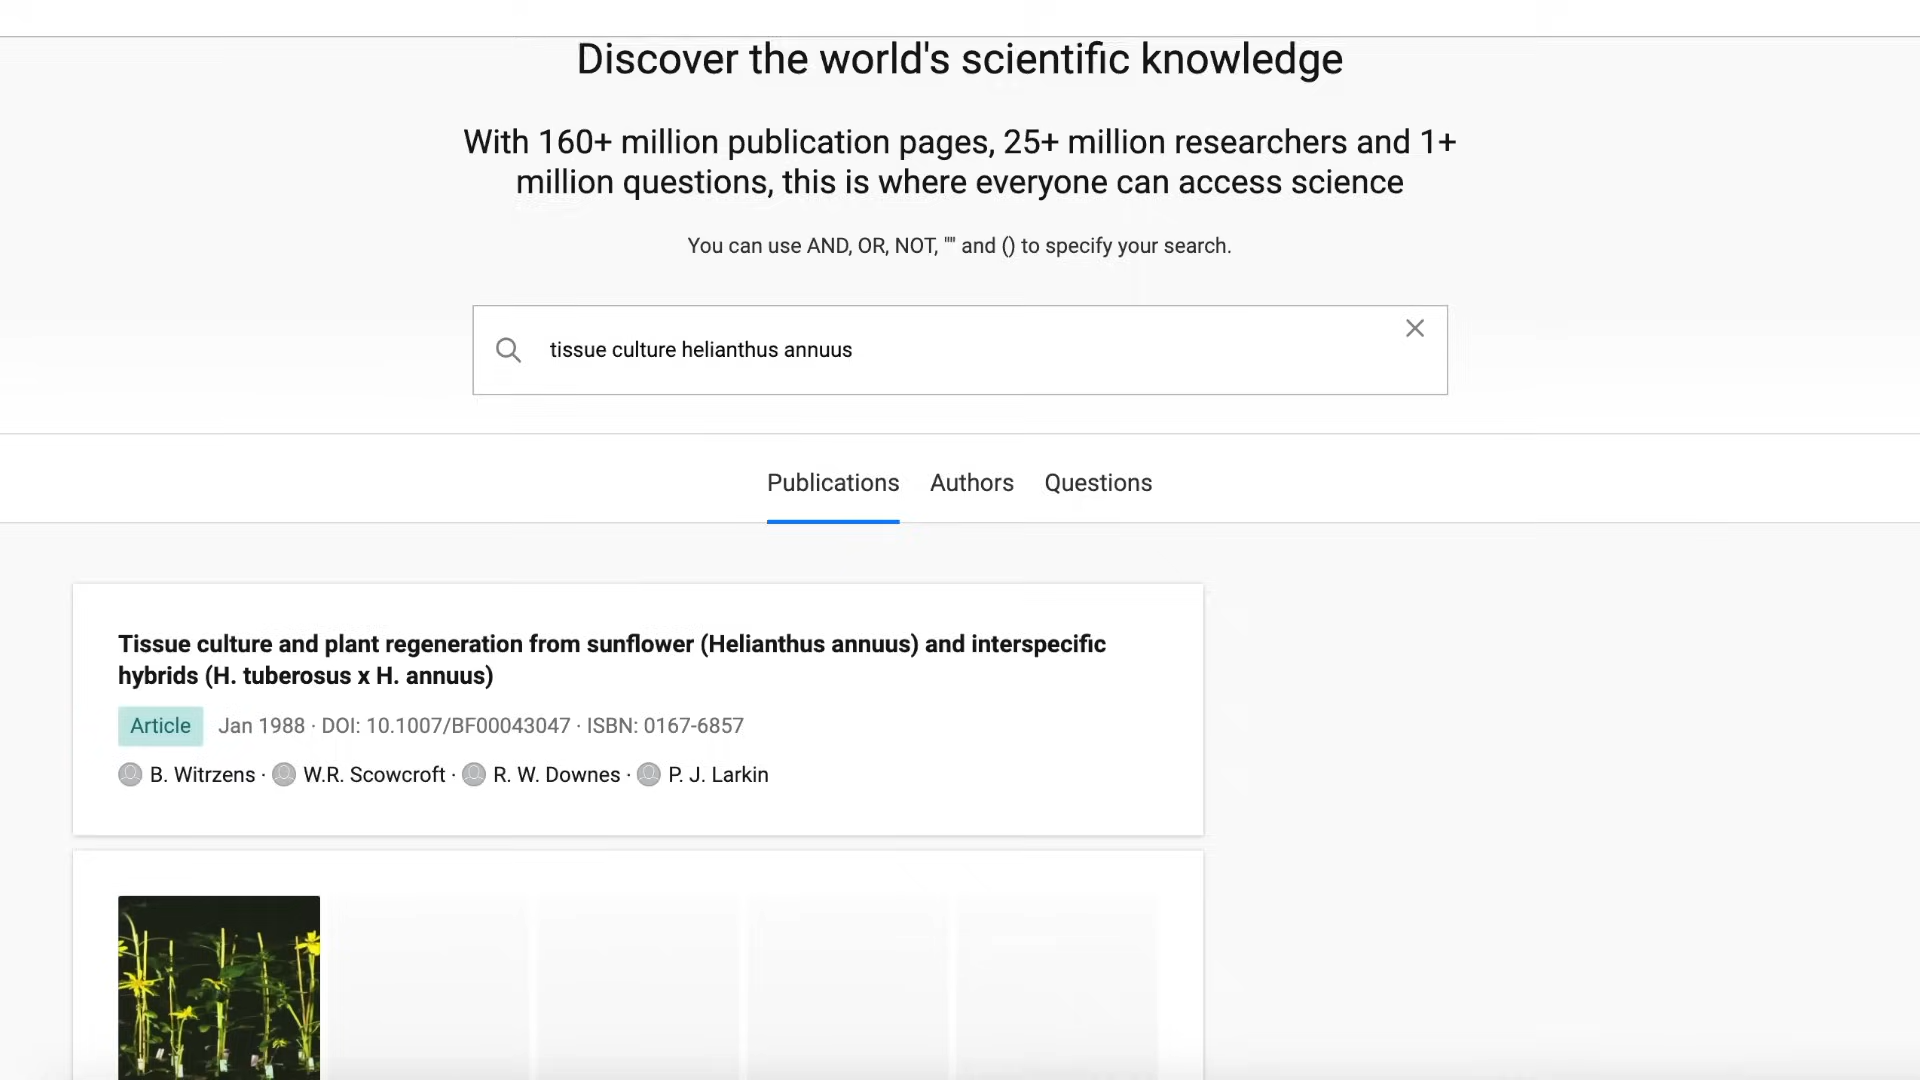 Discover the world's scientific knowledge
With 160+ million publication pages, 25+ million researchers and 1+
million questions, this is where everyone can access science
You can use AND, OR, NOT, "" and () to specify your search.
tissue culture helianthus annuus
Publications Authors Questions
Tissue culture and plant regeneration from sunflower (Helianthus annuus) and interspecific
hybrids (H. tuberosus x H. annuus)
Article Jan 1988 · DOI: 10.1007/BF00043047 · ISBN: 0167-6857
B. Witrzens · W.R. Scowcroft · R. W. Downes · P. J. Larkin